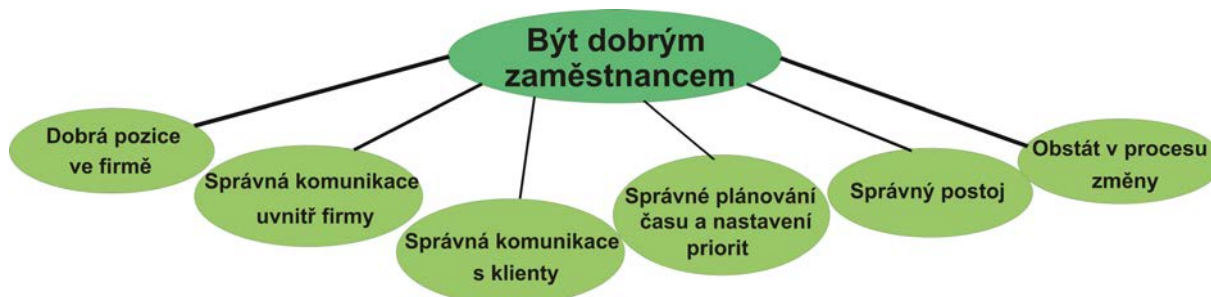 Být dobrým
zaměstnancem
Dobrá pozice
ve firmě
Správná komunikace
uvnitř firmy
Správná komunikace
s klienty
Správné plánování
času a nastavení
priorit
Správný postoj
Obstát v procesu
změny